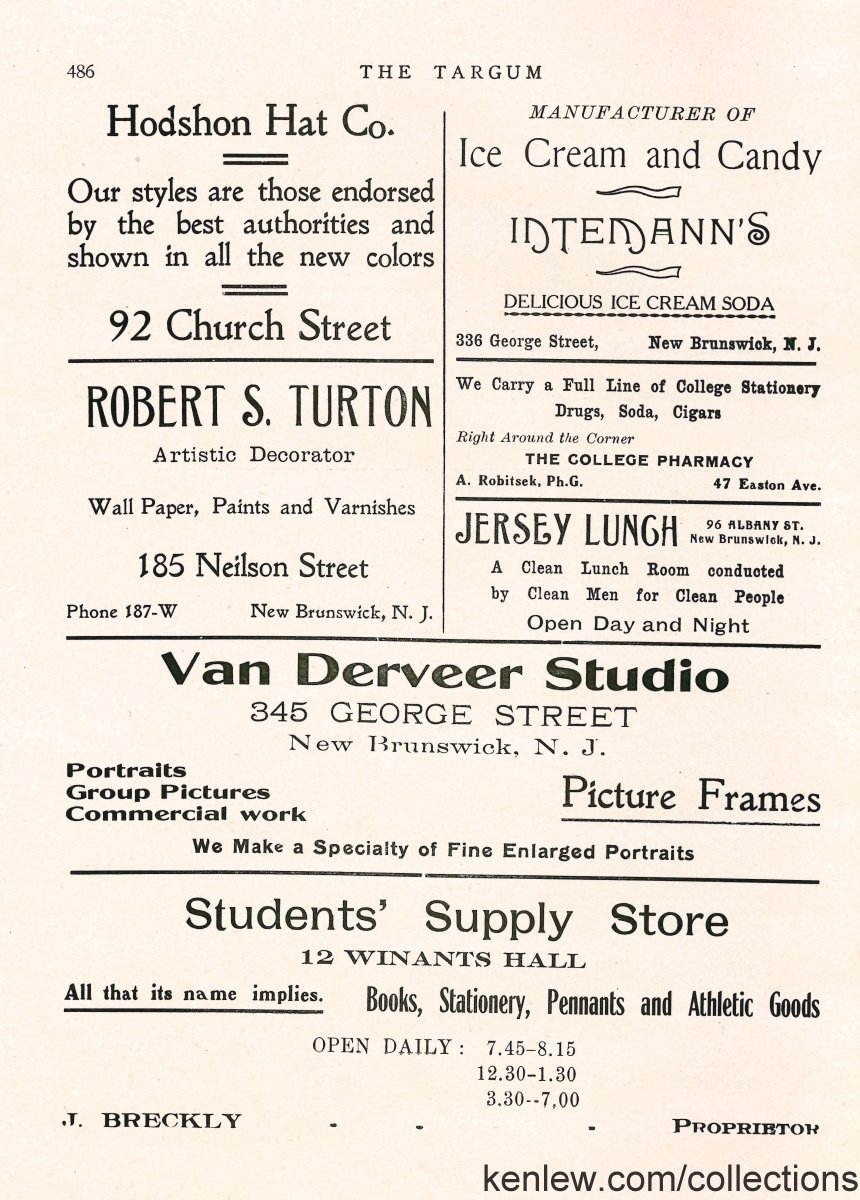 486
THE TARGUM
Hodshon Hat Co.
Our styles are those endorsed
by the best authorities and
shown in all the new colors
92 Church Street
ROBERT S. TURTON
Artistic Decorator
Wall Paper, Paints and Varnishes
185 Neilson Street
Phone 187-W New Brunswick, N. J.
MANUFACTURER OF
Ice Cream and Candy
INTEMANN'S
DELICIOUS ICE CREAM SODA
336 George Street, New Brunswick, N. J.
We Carry a Full Line of College Stationery
Drugs, Soda, Cigars
Right Around the Corner
THE COLLEGE PHARMACY
A. Robitsek, Ph.G. 47 Easton Ave.
JERSEY LUNCH
96 ALBANY ST.
New Brunswick, N. J.
A Clean Lunch Room conducted
by Clean Men for Clean People
Open Day and Night
Van Derveer Studio
345 GEORGE STREET
New Brunswick, N. J.
Portraits
Group Pictures
Commercial work
Picture Frames
We Make a Specialty of Fine Enlarged Portraits
Students' Supply Store
12 WINANTS HALL
All that its name implies. Books, Stationery, Pennants and Athletic Goods
OPEN DAILY: 7.45-8.15
12.30-1.30
3.30--7,00
J. BRECKLY - - - PROPRIETOR
kenlew.com/collections